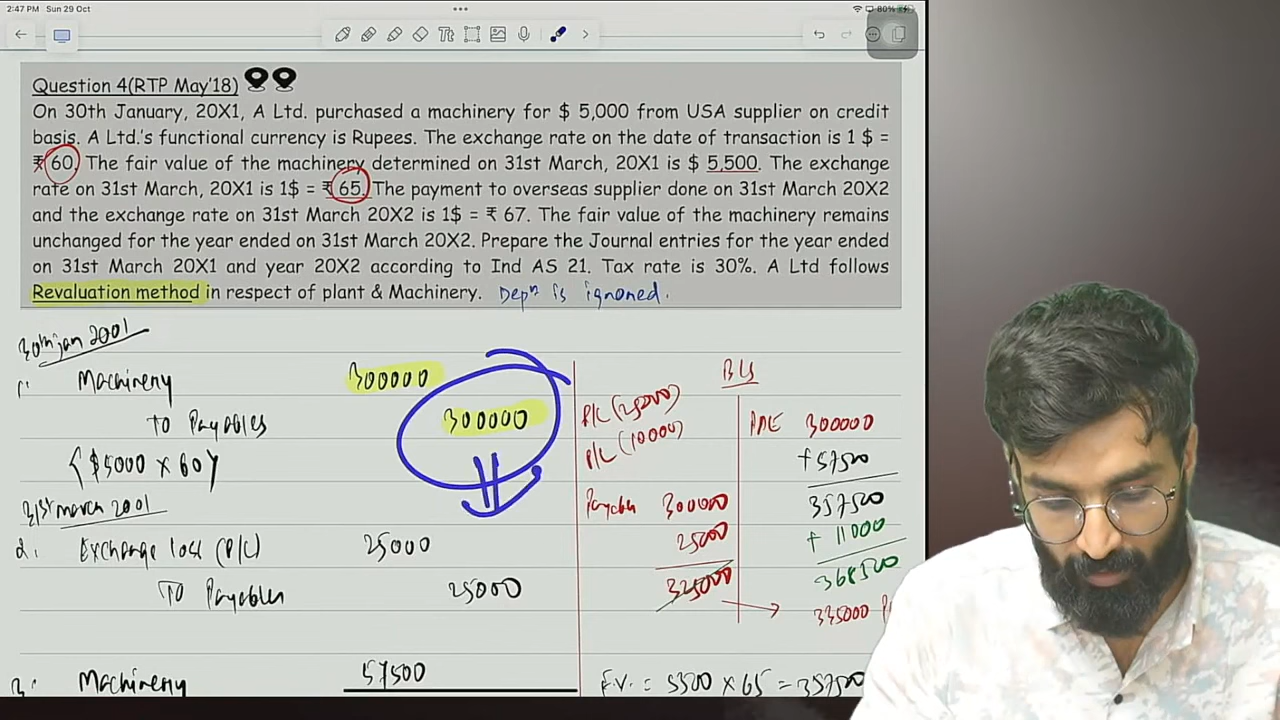 2:47 PM Sun 29 Oct
80%
Question 4(RTP May'18)
On 30th January, 20X1, A Ltd. purchased a machinery for $ 5,000 from USA supplier on credit
basis. A Ltd.'s functional currency is Rupees. The exchange rate on the date of transaction is 1 $ =
₹ 60. The fair value of the machinery determined on 31st March, 20X1 is $ 5,500. The exchange
rate on 31st March, 20X1 is 1$ = ₹ 65. The payment to overseas supplier done on 31st March 20X2
and the exchange rate on 31st March 20X2 is 1$ = ₹ 67. The fair value of the machinery remains
unchanged for the year ended on 31st March 20X2. Prepare the Journal entries for the year ended
on 31st March 20X1 and year 20X2 according to Ind AS 21. Tax rate is 30%. A Ltd follows
Revaluation method in respect of plant & Machinery. Depn is ignored.
30th jan 2001
1. Machinery 300000
To Payables 300000
{$5000 x 60}
31st march 2001
2. Exchange loss (P/L) 25000
To Payables 25000
3. Machinery 57500
B/S
P/L (25000)
P/L (10000)
Payables 300000
25000
325000
PPE 300000
+57500
357500
+ 11000
368500
335000
F.V. = 5500 x 65 = 357500